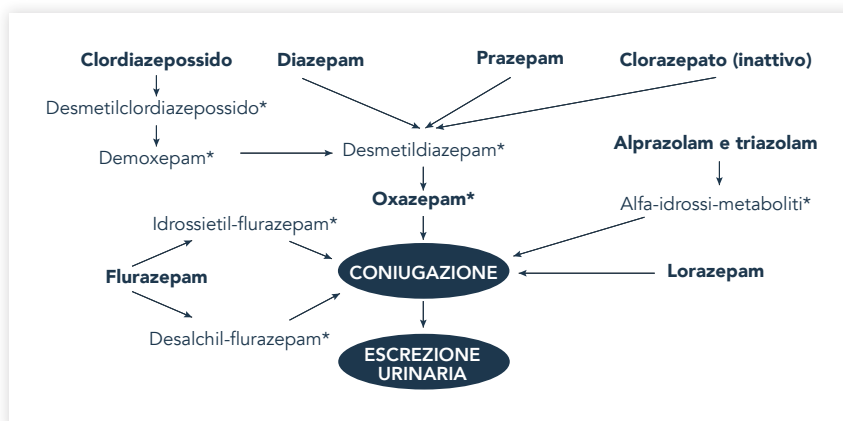 Clordiazepossido
Diazepam
Prazepam
Clorazepato (inattivo)
Desmetilclordiazepossido*
Demoxepam*
Desmetildiazepam*
Alprazolam e triazolam
Oxazepam*
Alfa-idrossi-metaboliti*
Idrossietil-flurazepam*
Flurazepam
CONIUGAZIONE
Lorazepam
Desalchil-flurazepam*
ESCREZIONE
URINARIA